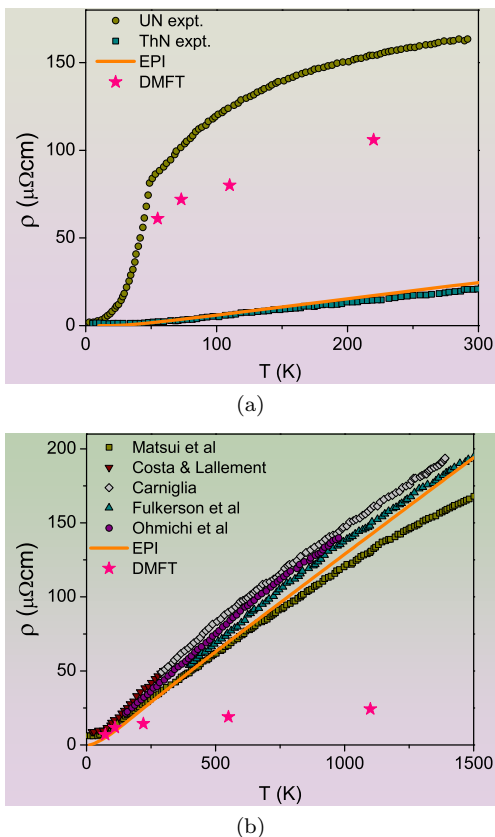 UN expt.
ThN expt.
EPI
DMFT
150
100
50
0
ρ (μΩcm)
0 100 200 300
T (K)
(a)
Matsui et al
Costa & Lallement
Carniglia
Fulkerson et al
Ohmichi et al
EPI
DMFT
200
150
100
50
0
ρ (μΩcm)
0 500 1000 1500
T (K)
(b)